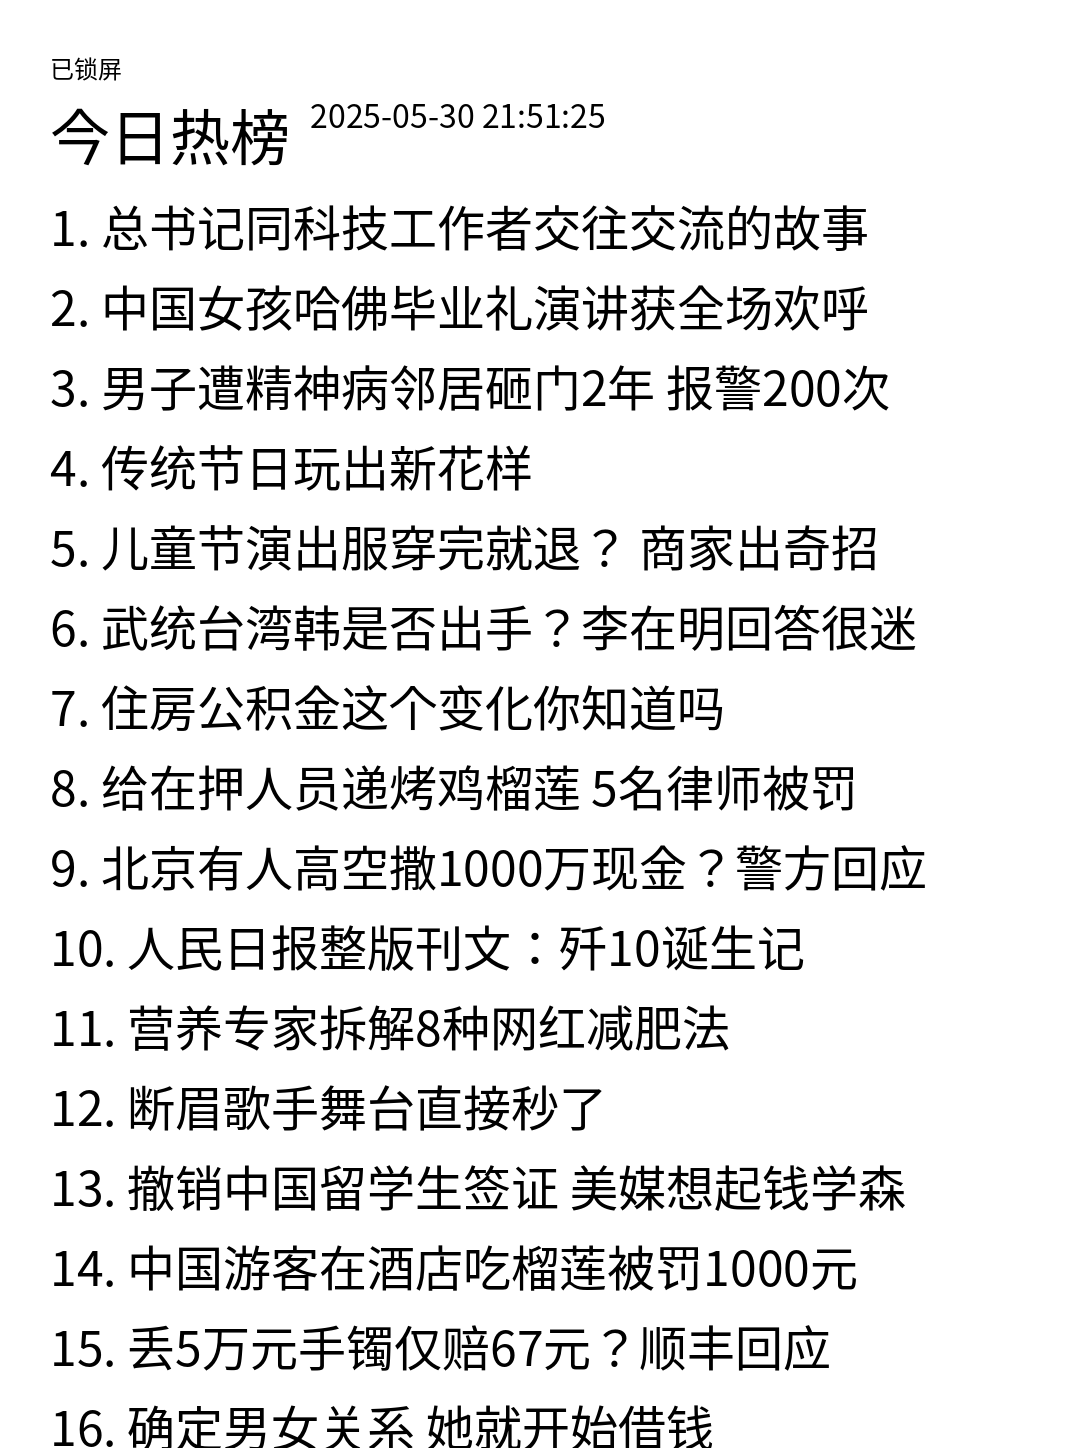 已锁屏
今日热榜 2025-05-30 21:51:25
1. 总书记同科技工作者交往交流的故事
2. 中国女孩哈佛毕业礼演讲获全场欢呼
3. 男子遭精神病邻居砸门2年 报警200次
4. 传统节日玩出新花样
5. 儿童节演出服穿完就退？ 商家出奇招
6. 武统台湾韩是否出手？李在明回答很迷
7. 住房公积金这个变化你知道吗
8. 给在押人员递烤鸡榴莲 5名律师被罚
9. 北京有人高空撒1000万现金？警方回应
10. 人民日报整版刊文：歼10诞生记
11. 营养专家拆解8种网红减肥法
12. 断眉歌手舞台直接秒了
13. 撤销中国留学生签证 美媒想起钱学森
14. 中国游客在酒店吃榴莲被罚1000元
15. 丢5万元手镯仅赔67元？顺丰回应
16. 确定男女关系 她就开始借钱